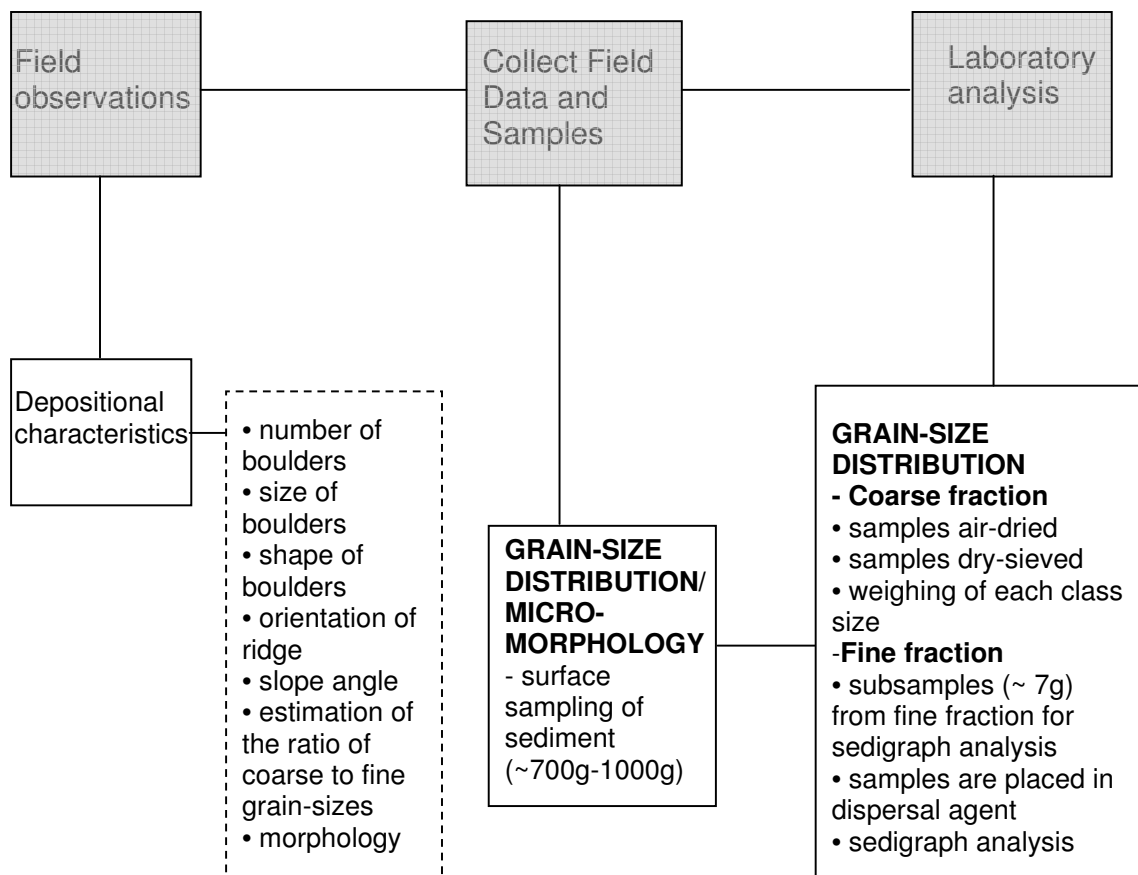 Field
observations
Collect Field
Data and
Samples
Laboratory
analysis
Depositional
characteristics
• number of
boulders
• size of
boulders
• shape of
boulders
• orientation of
ridge
• slope angle
• estimation of
the ratio of
coarse to fine
grain-sizes
• morphology
GRAIN-SIZE
DISTRIBUTION/
MICRO-
MORPHOLOGY
- surface
sampling of
sediment
(~700g-1000g)
GRAIN-SIZE
DISTRIBUTION
- Coarse fraction
• samples air-dried
• samples dry-sieved
• weighing of each class
size
-Fine fraction
• subsamples (~ 7g)
from fine fraction for
sedigraph analysis
• samples are placed in
dispersal agent
• sedigraph analysis